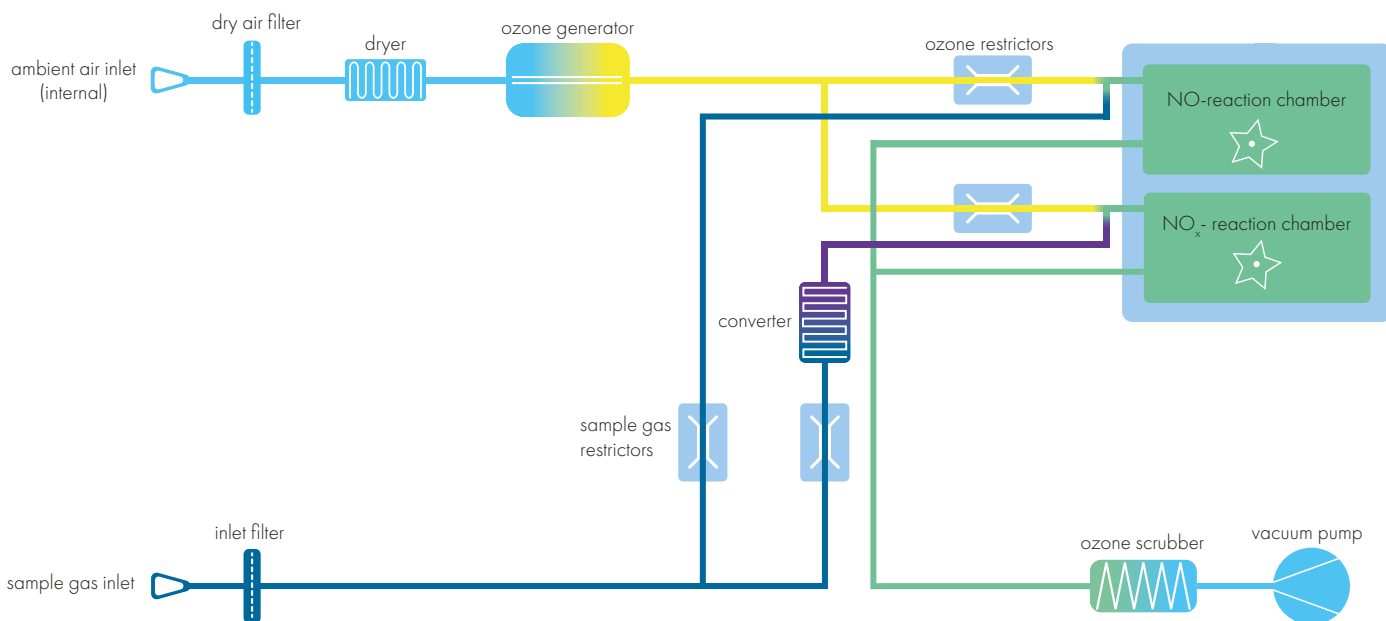 dry air filter
dryer
ozone generator
ozone restrictors
ambient air inlet
(internal)
NO-reaction chamber
NOₓ- reaction chamber
converter
sample gas
restrictors
inlet filter
sample gas inlet
ozone scrubber
vacuum pump